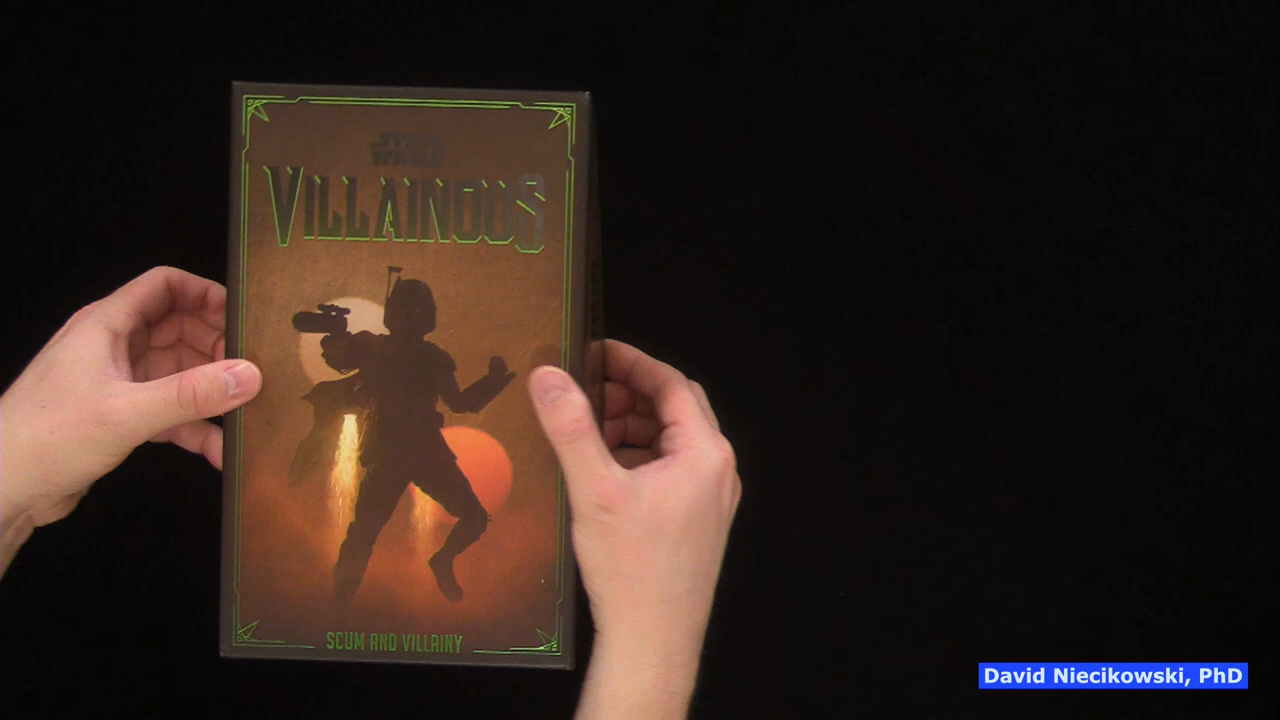 STAR
WARS
VILLAINOUS
SCUM AND VILLAINY
David Niecikowski, PhD